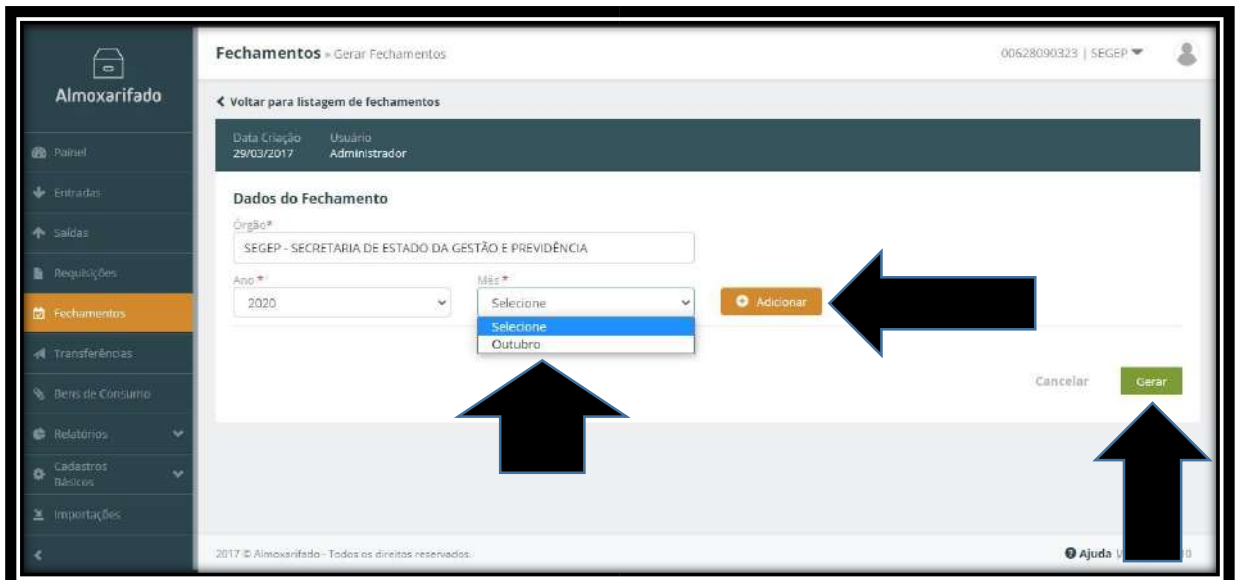 Almoxarifado
Painel
Entradas
Saídas
Requisições
Fechamentos
Transferências
Bens de Consumo
Relatórios
Cadastros
Básicos
Importações
Fechamentos » Gerar Fechamentos
00628090323 | SEGEP
Voltar para listagem de fechamentos
Data Criação Usuário
29/03/2017 Administrador
Dados do Fechamento
Órgão*
SEGEP - SECRETARIA DE ESTADO DA GESTÃO E PREVIDÊNCIA
Ano * Mês *
2020 Selecione Adicionar
Selecione
Outubro
Cancelar Gerar
2017 © Almoxarifado - Todos os direitos reservados. Ajuda